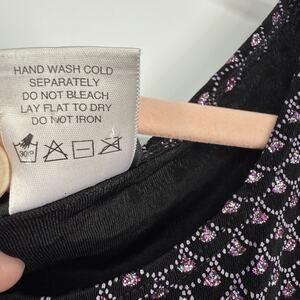 HAND WASH COLD
SEPARATELY
DO NOT BLEACH
LAY FLAT TO DRY
DO NOT IRON